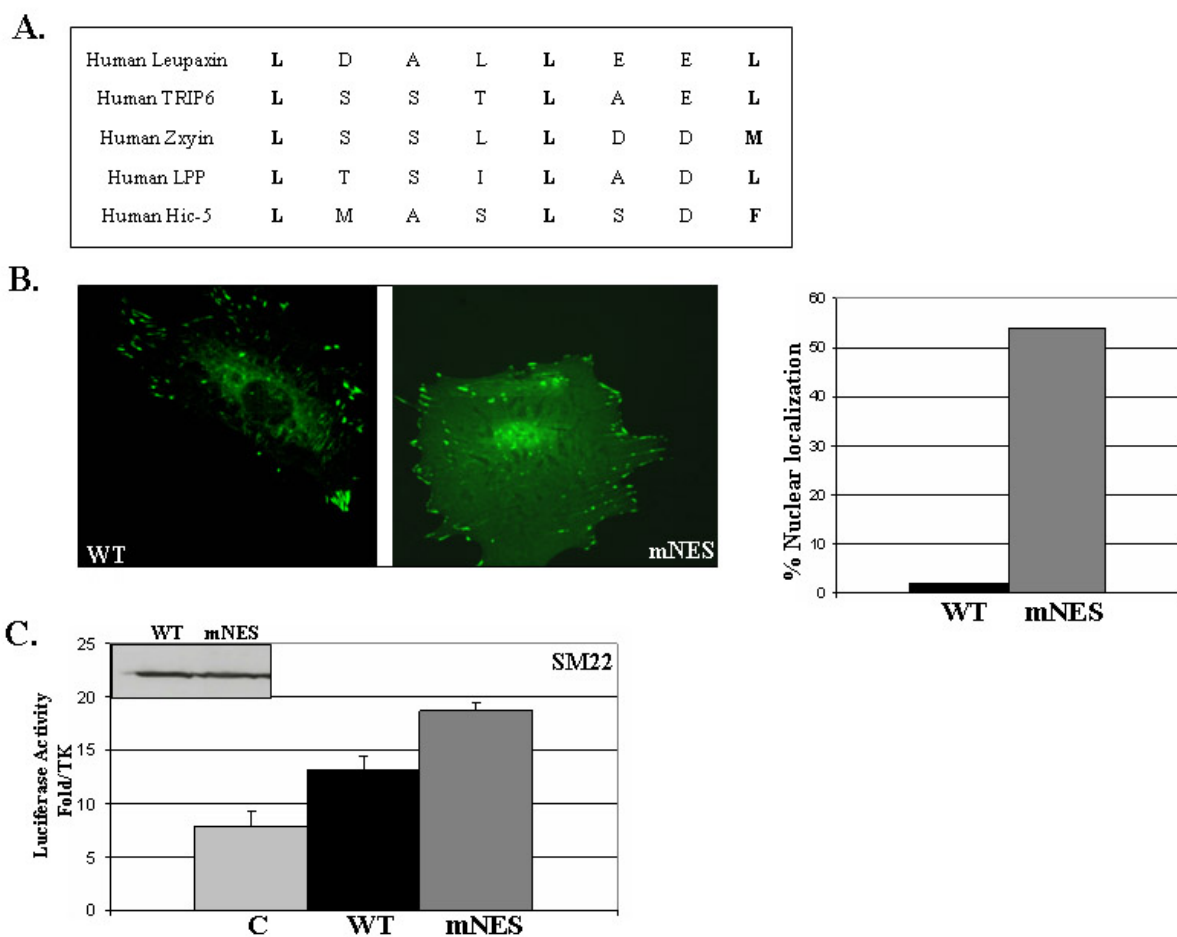 A.
Human Leupaxin L D A L L E E L
Human TRIP6 L S S T L A E L
Human Zxyin L S S L L D D M
Human LPP L T S I L A D L
Human Hic-5 L M A S L S D F
B.
WT
mNES
% Nuclear localization
60
50
40
30
20
10
0
WT mNES
C.
WT mNES
SM22
Luciferase Activity
Fold/TK
25
20
15
10
5
0
C WT mNES